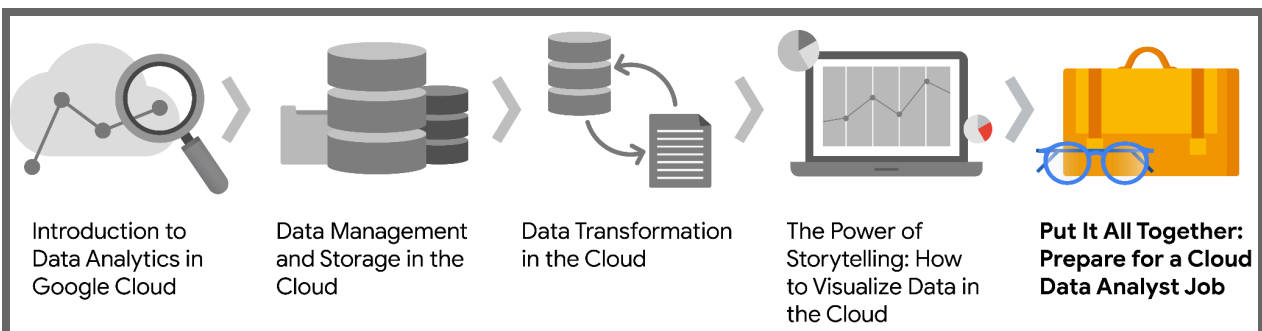 Introduction to
Data Analytics in
Google Cloud
Data Management
and Storage in the
Cloud
Data Transformation
in the Cloud
The Power of
Storytelling: How
to Visualize Data in
the Cloud
Put It All Together:
Prepare for a Cloud
Data Analyst Job